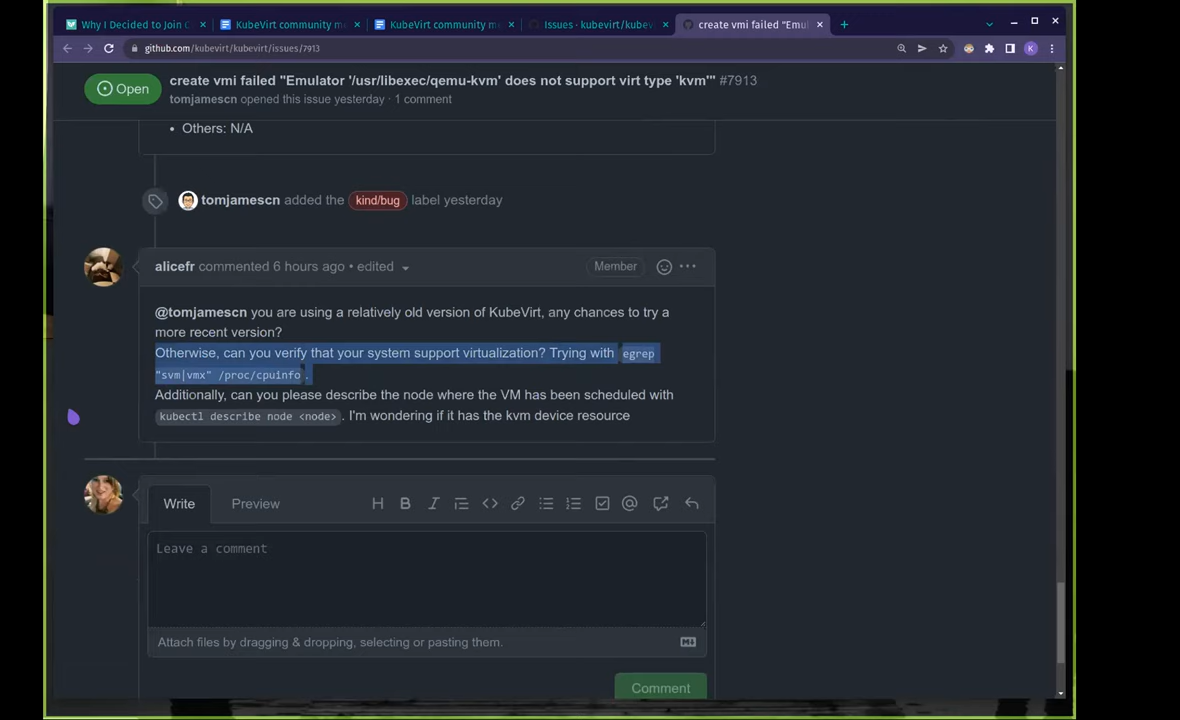 Why I Decided to Join C
KubeVirt community me
KubeVirt community m
Issues · kubevirt/kubev
create vmi failed "Emul
github.com/kubevirt/kubevirt/issues/7913
K
Open
create vmi failed "Emulator '/usr/libexec/qemu-kvm' does not support virt type 'kvm'" #7913
tomjamescn opened this issue yesterday · 1 comment
• Others: N/A
tomjamescn added the kind/bug label yesterday
alicefr commented 6 hours ago • edited
Member
@tomjamescn you are using a relatively old version of KubeVirt, any chances to try a
more recent version?
Otherwise, can you verify that your system support virtualization? Trying with egrep
"svm|vmx" /proc/cpuinfo .
Additionally, can you please describe the node where the VM has been scheduled with
kubectl describe node <node>. I'm wondering if it has the kvm device resource
Write
Preview
Leave a comment
Attach files by dragging & dropping, selecting or pasting them.
Comment